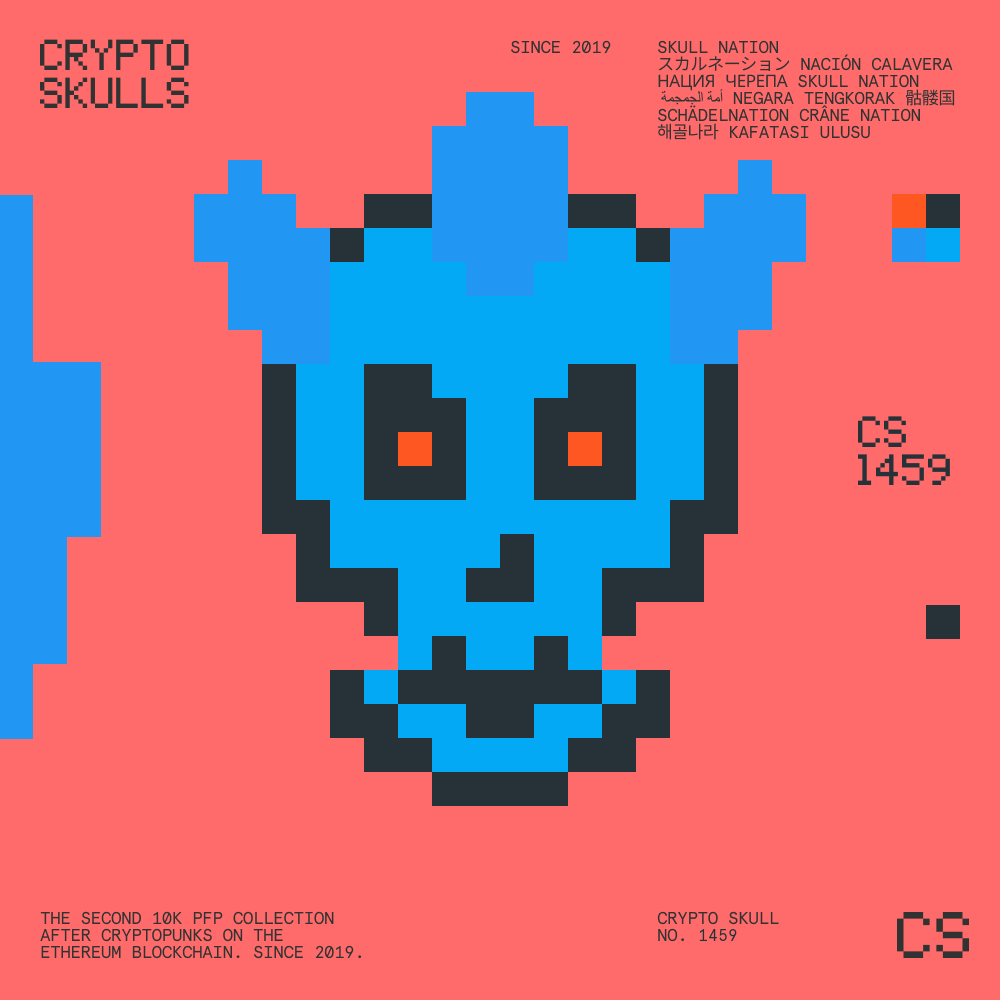 CRYPTO
SKULLS
SINCE 2019
SKULL NATION
スカルネーション NACIÓN CALAVERA
НАЦИЯ ЧЕРЕПА SKULL NATION
أمة الجمجمة NEGARA TENGKORAK 骷髅国
SCHÄDELNATION CRÂNE NATION
해골나라 KAFATASI ULUSU
CS
1459
THE SECOND 10K PFP COLLECTION
AFTER CRYPTOPUNKS ON THE
ETHEREUM BLOCKCHAIN. SINCE 2019.
CRYPTO SKULL
NO. 1459
CS